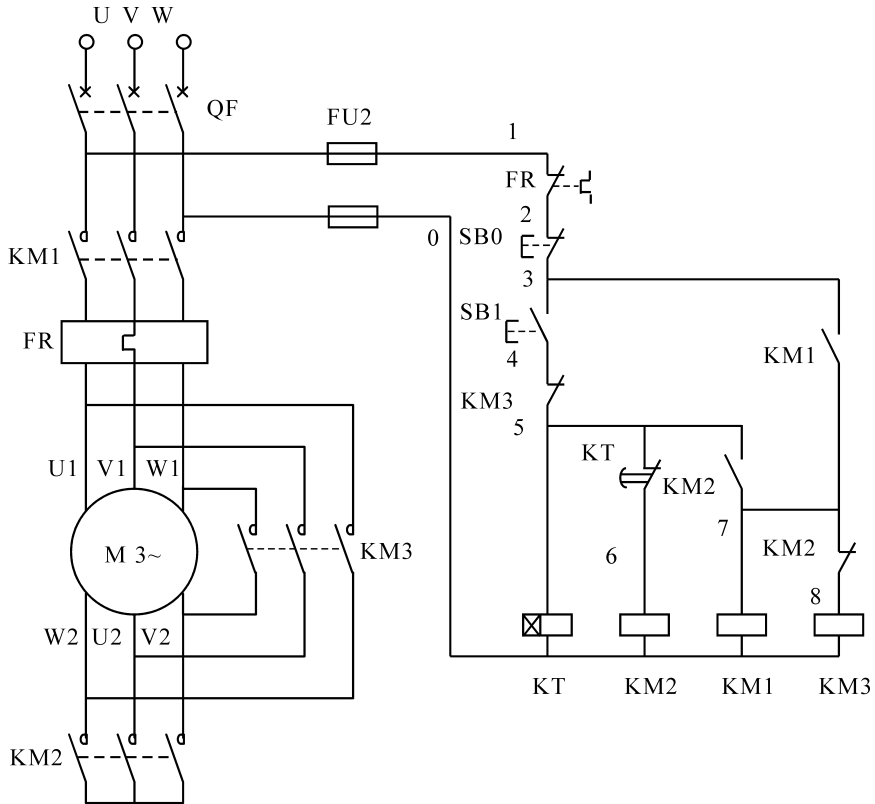 U V W
QF
FU2
1
FR
2
0
SB0
KM1
3
SB1
FR
4
KM1
KM3
5
KT
U1 V1 W1
KM2
7
M 3~
KM3
6
KM2
8
W2 U2 V2
KT
KM2
KM1
KM3
KM2